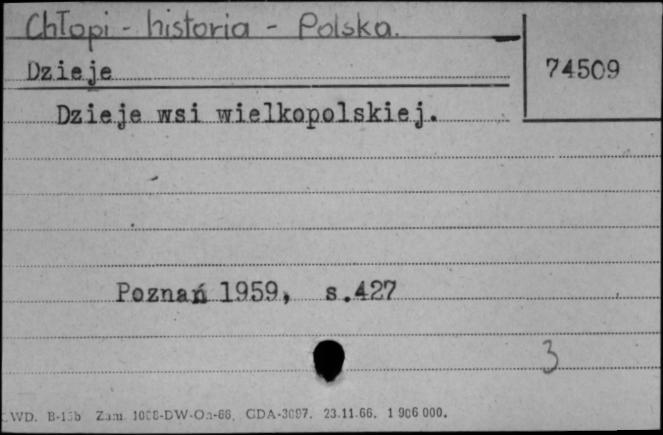 Chłopi - historia - Polska.
Dzieje
74509
Dzieje wsi wielkopolskiej.
Poznań 1959, s.427
3
WD. B-15b Zam. 1008-DW-On-66, CDA-3097. 23.11.66. 1 906 000.